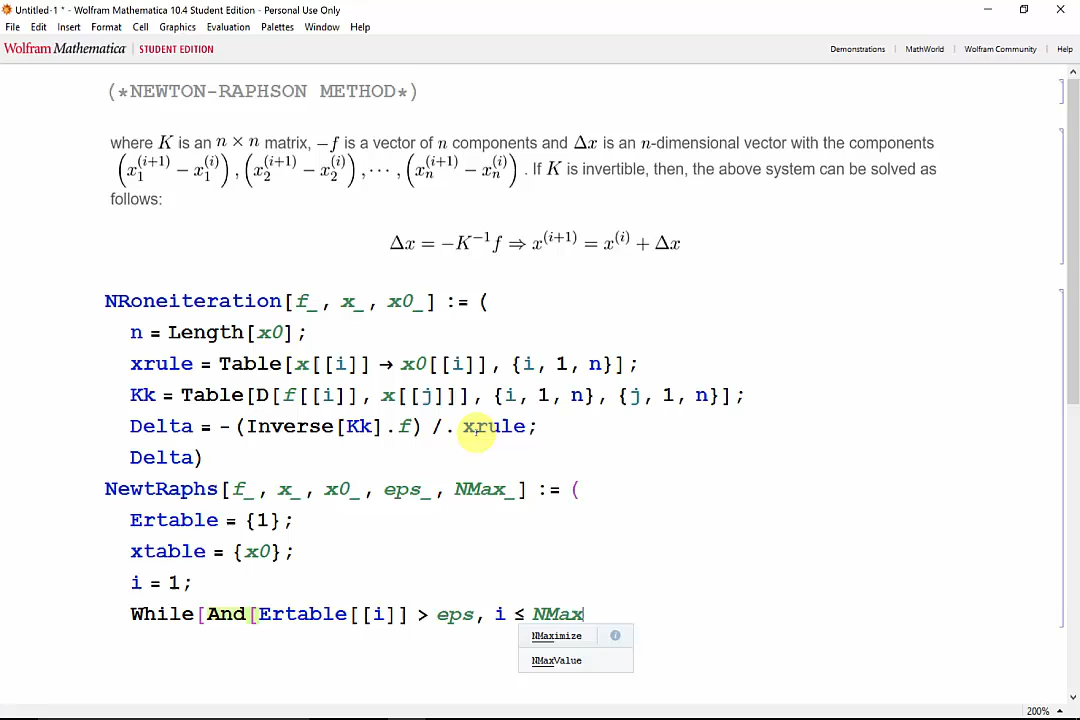 Untitled-1 * - Wolfram Mathematica 10.4 Student Edition - Personal Use Only
File Edit Insert Format Cell Graphics Evaluation Palettes Window Help
Wolfram Mathematica | STUDENT EDITION Demonstrations | MathWorld | Wolfram Community | Help
(*NEWTON-RAPHSON METHOD*)
where K is an n × n matrix, −f is a vector of n components and Δx is an n-dimensional vector with the components
(x₁^(i+1) − x₁^(i)), (x₂^(i+1) − x₂^(i)), ⋯ , (xₙ^(i+1) − xₙ^(i)) . If K is invertible, then, the above system can be solved as
follows:
Δx = −K⁻¹f ⇒ x^(i+1) = x^(i) + Δx
NRoneiteration[f_, x_, x0_] := (
n = Length[x0];
xrule = Table[x[[i]] → x0[[i]], {i, 1, n}];
Kk = Table[D[f[[i]], x[[j]]], {i, 1, n}, {j, 1, n}];
Delta = -(Inverse[Kk].f) /. xrule;
Delta)
NewtRaphs[f_, x_, x0_, eps_, NMax_] := (
Ertable = {1};
xtable = {x0};
i = 1;
While[And[Ertable[[i]] > eps, i ≤ NMax
NMaximize
NMaxValue
200%